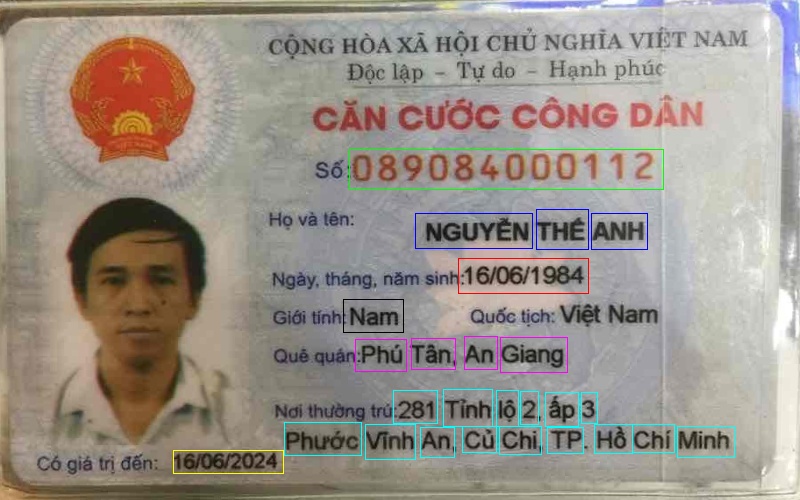 CỘNG HÒA XÃ HỘI CHỦ NGHĨA VIỆT NAM
Độc lập – Tự do – Hạnh phúc
CĂN CƯỚC CÔNG DÂN
Số: 089084000112
Họ và tên: NGUYỄN THẾ ANH
Ngày, tháng, năm sinh: 16/06/1984
Giới tính: Nam Quốc tịch: Việt Nam
Quê quán: Phú Tân, An Giang
Nơi thường trú: 281 Tỉnh lộ 2, ấp 3
Phước Vĩnh An, Củ Chi, TP. Hồ Chí Minh
Có giá trị đến: 16/06/2024